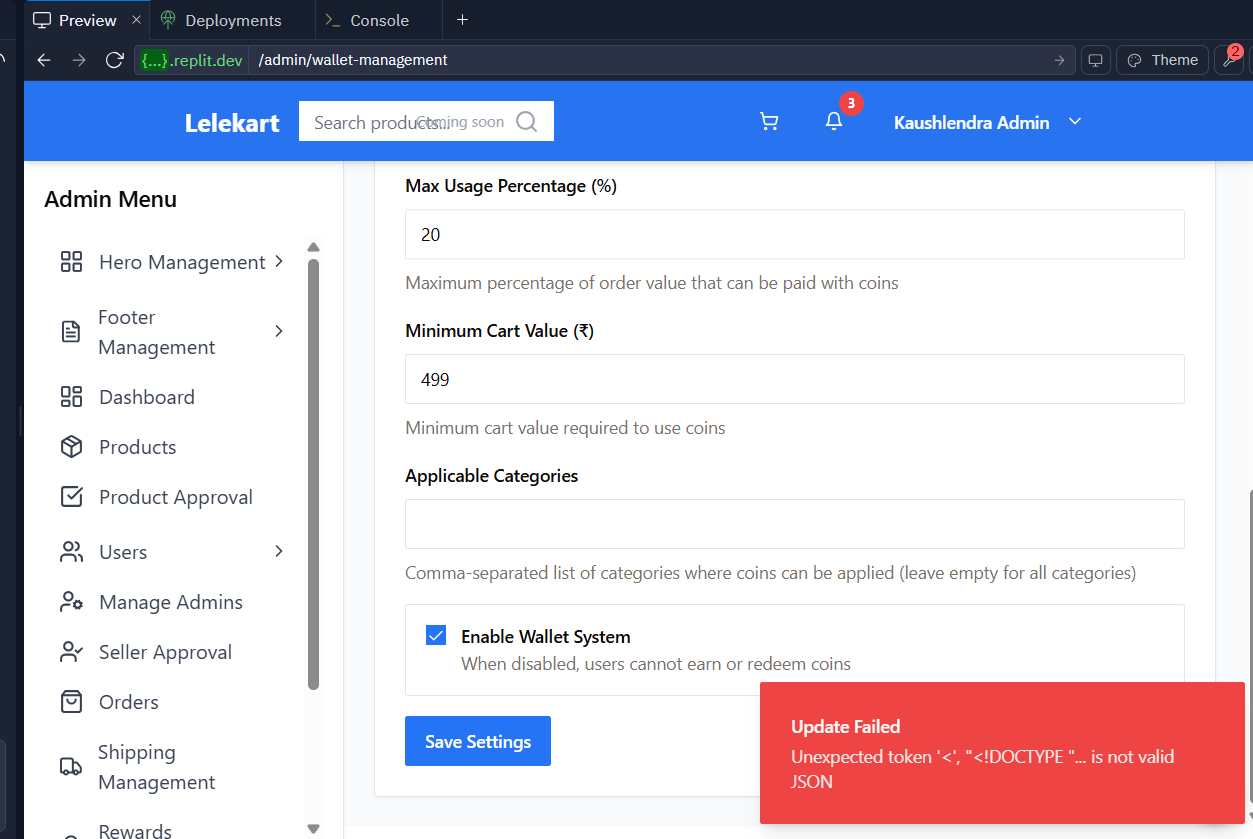 Preview
Deployments
Console
{...}.replit.dev /admin/wallet-management
Theme
2
Lelekart
Search products...
Coming soon
3
Kaushlendra Admin
Admin Menu
Hero Management
Footer
Management
Dashboard
Products
Product Approval
Users
Manage Admins
Seller Approval
Orders
Shipping
Management
Rewards
Max Usage Percentage (%)
20
Maximum percentage of order value that can be paid with coins
Minimum Cart Value (₹)
499
Minimum cart value required to use coins
Applicable Categories
Comma-separated list of categories where coins can be applied (leave empty for all categories)
Enable Wallet System
When disabled, users cannot earn or redeem coins
Save Settings
Update Failed
Unexpected token '<', "<!DOCTYPE "... is not valid
JSON